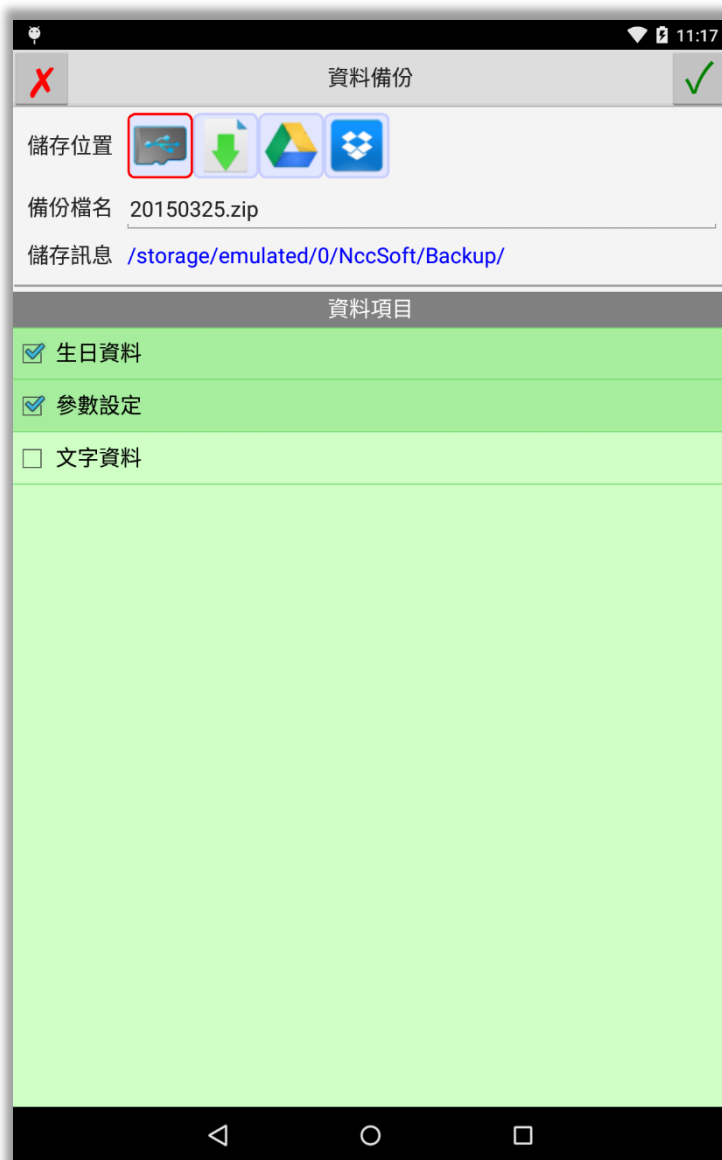 11:17
資料備份
儲存位置
備份檔名 20150325.zip
儲存訊息 /storage/emulated/0/NccSoft/Backup/
資料項目
生日資料
參數設定
文字資料